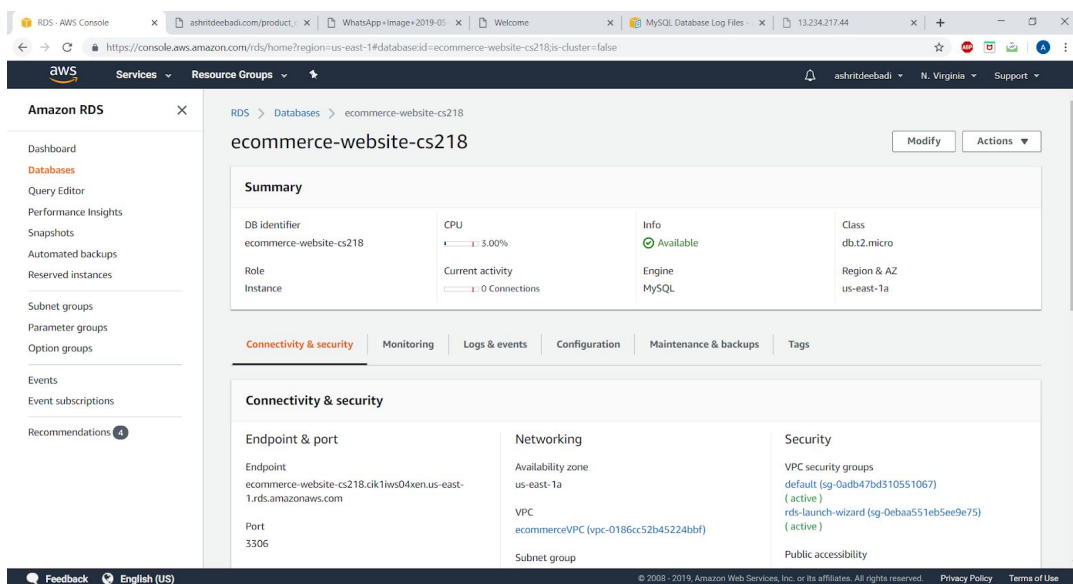 RDS · AWS Console
ashritdeebadi.com/product_c
WhatsApp+Image+2019-05-
Welcome
MySQL Database Log Files -
13.234.217.44
https://console.aws.amazon.com/rds/home?region=us-east-1#database:id=ecommerce-website-cs218;is-cluster=false
ABP
A
aws
Services
Resource Groups
ashritdeebadi
N. Virginia
Support
Amazon RDS
Dashboard
Databases
Query Editor
Performance Insights
Snapshots
Automated backups
Reserved instances
Subnet groups
Parameter groups
Option groups
Events
Event subscriptions
Recommendations 4
RDS > Databases > ecommerce-website-cs218
ecommerce-website-cs218
Modify
Actions
Summary
DB identifier
ecommerce-website-cs218
CPU
3.00%
Info
Available
Class
db.t2.micro
Role
Instance
Current activity
0 Connections
Engine
MySQL
Region & AZ
us-east-1a
Connectivity & security
Monitoring
Logs & events
Configuration
Maintenance & backups
Tags
Connectivity & security
Endpoint & port
Endpoint
ecommerce-website-cs218.cik1iws04xen.us-east-
1.rds.amazonaws.com
Port
3306
Networking
Availability zone
us-east-1a
VPC
ecommerceVPC (vpc-0186cc52b45224bbf)
Subnet group
Security
VPC security groups
default (sg-0adb47bd310551067)
( active )
rds-launch-wizard (sg-0ebaa551eb5ee9e75)
( active )
Public accessibility
Feedback
English (US)
© 2008 - 2019, Amazon Web Services, Inc. or its affiliates. All rights reserved.
Privacy Policy
Terms of Use